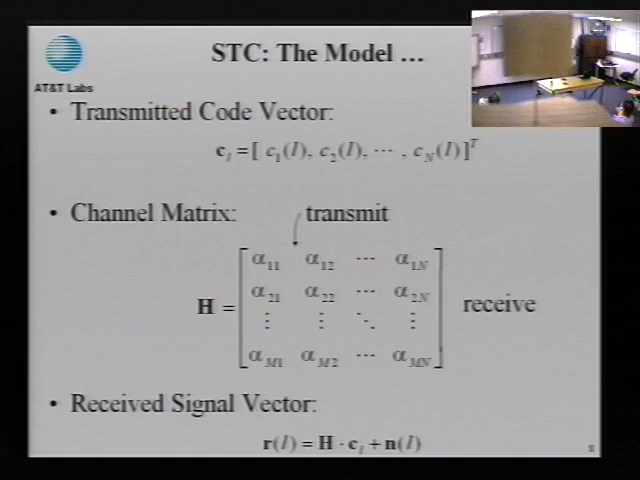 STC: The Model ...
AT&T Labs
• Transmitted Code Vector:
c_l = [ c_1(l), c_2(l), ⋯ , c_N(l) ]^T
• Channel Matrix:
transmit
α_11 α_12 ⋯ α_1N
α_21 α_22 ⋯ α_2N
H =
receive
⋮ ⋮ ⋱ ⋮
α_M1 α_M2 ⋯ α_MN
• Received Signal Vector:
r(l) = H · c_l + n(l)
8